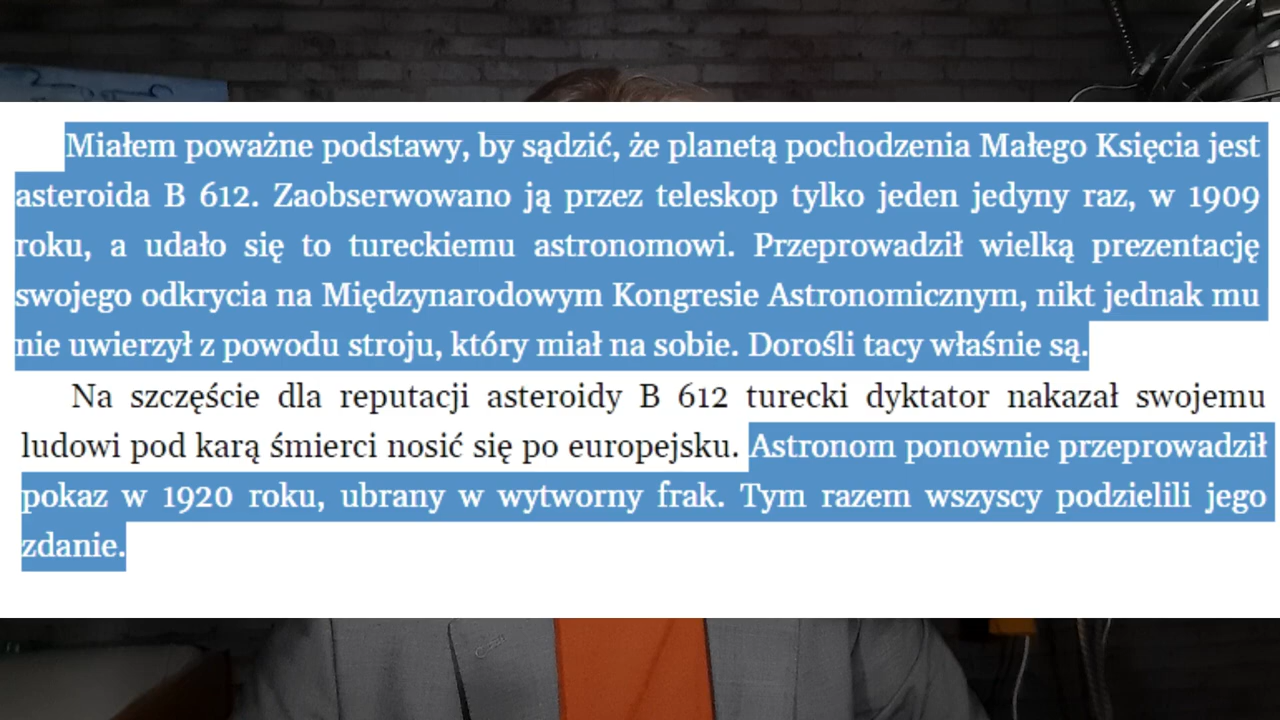 Miałem poważne podstawy, by sądzić, że planetą pochodzenia Małego Księcia jest
asteroida B 612. Zaobserwowano ją przez teleskop tylko jeden jedyny raz, w 1909
roku, a udało się to tureckiemu astronomowi. Przeprowadził wielką prezentację
swojego odkrycia na Międzynarodowym Kongresie Astronomicznym, nikt jednak mu
nie uwierzył z powodu stroju, który miał na sobie. Dorośli tacy właśnie są.
Na szczęście dla reputacji asteroidy B 612 turecki dyktator nakazał swojemu
ludowi pod karą śmierci nosić się po europejsku. Astronom ponownie przeprowadził
pokaz w 1920 roku, ubrany w wytworny frak. Tym razem wszyscy podzielili jego
zdanie.